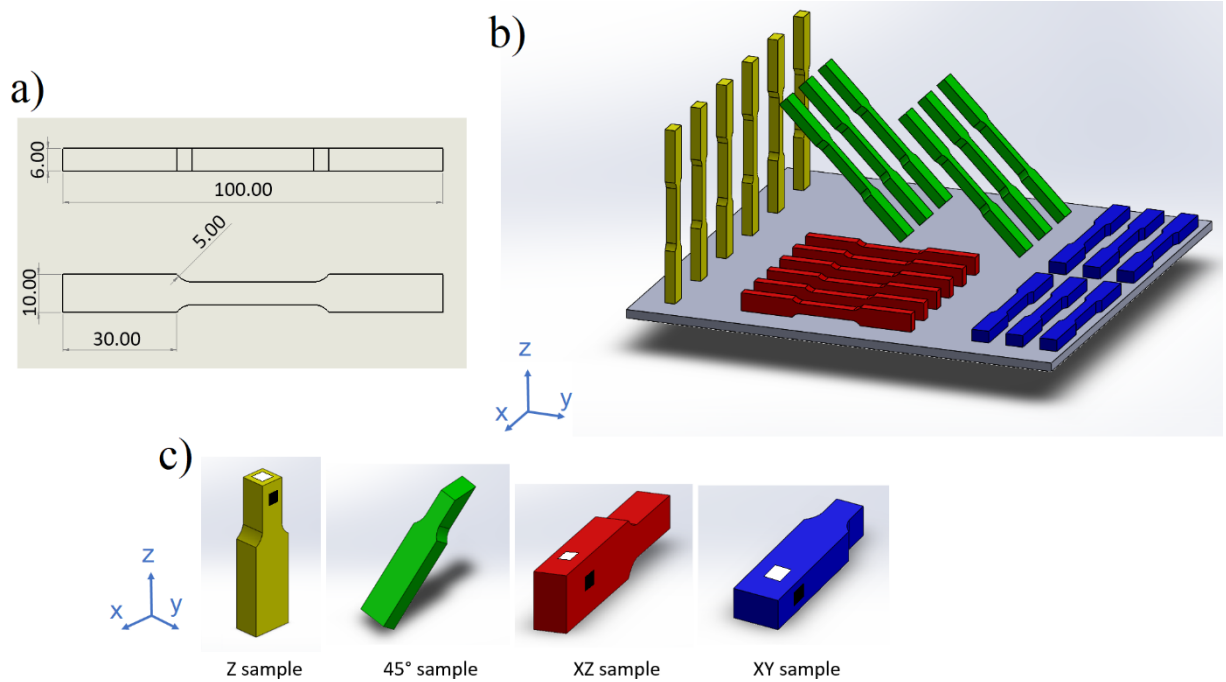 a)
6.00
100.00
5.00
10.00
30.00
b)
z
x
y
c)
z
x
y
Z sample
45° sample
XZ sample
XY sample